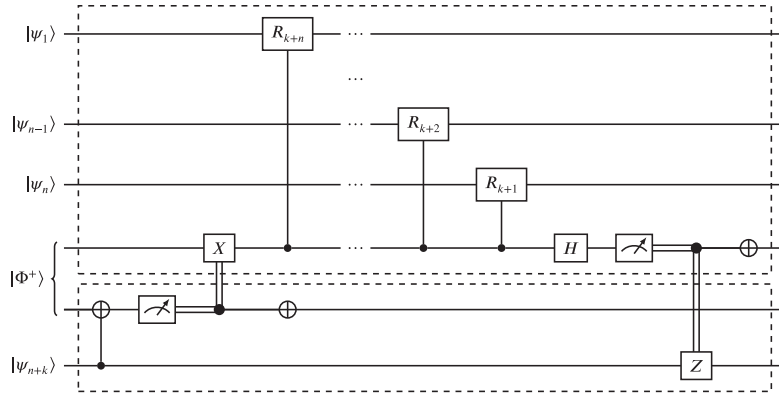 |ψ₁⟩ R_{k+n} ...
...
|ψ_{n−1}⟩ ... R_{k+2}
|ψ_n⟩ ... R_{k+1}
X ... H
|Φ⁺⟩
|ψ_{n+k}⟩ Z